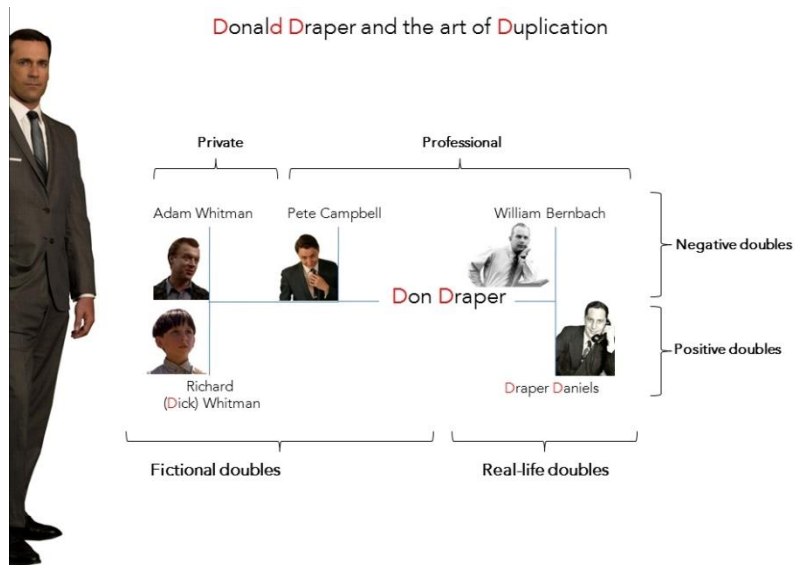 Donald Draper and the art of Duplication
Private
Professional
Adam Whitman
Pete Campbell
William Bernbach
Negative doubles
Don Draper
Positive doubles
Richard
(Dick) Whitman
Draper Daniels
Fictional doubles
Real-life doubles